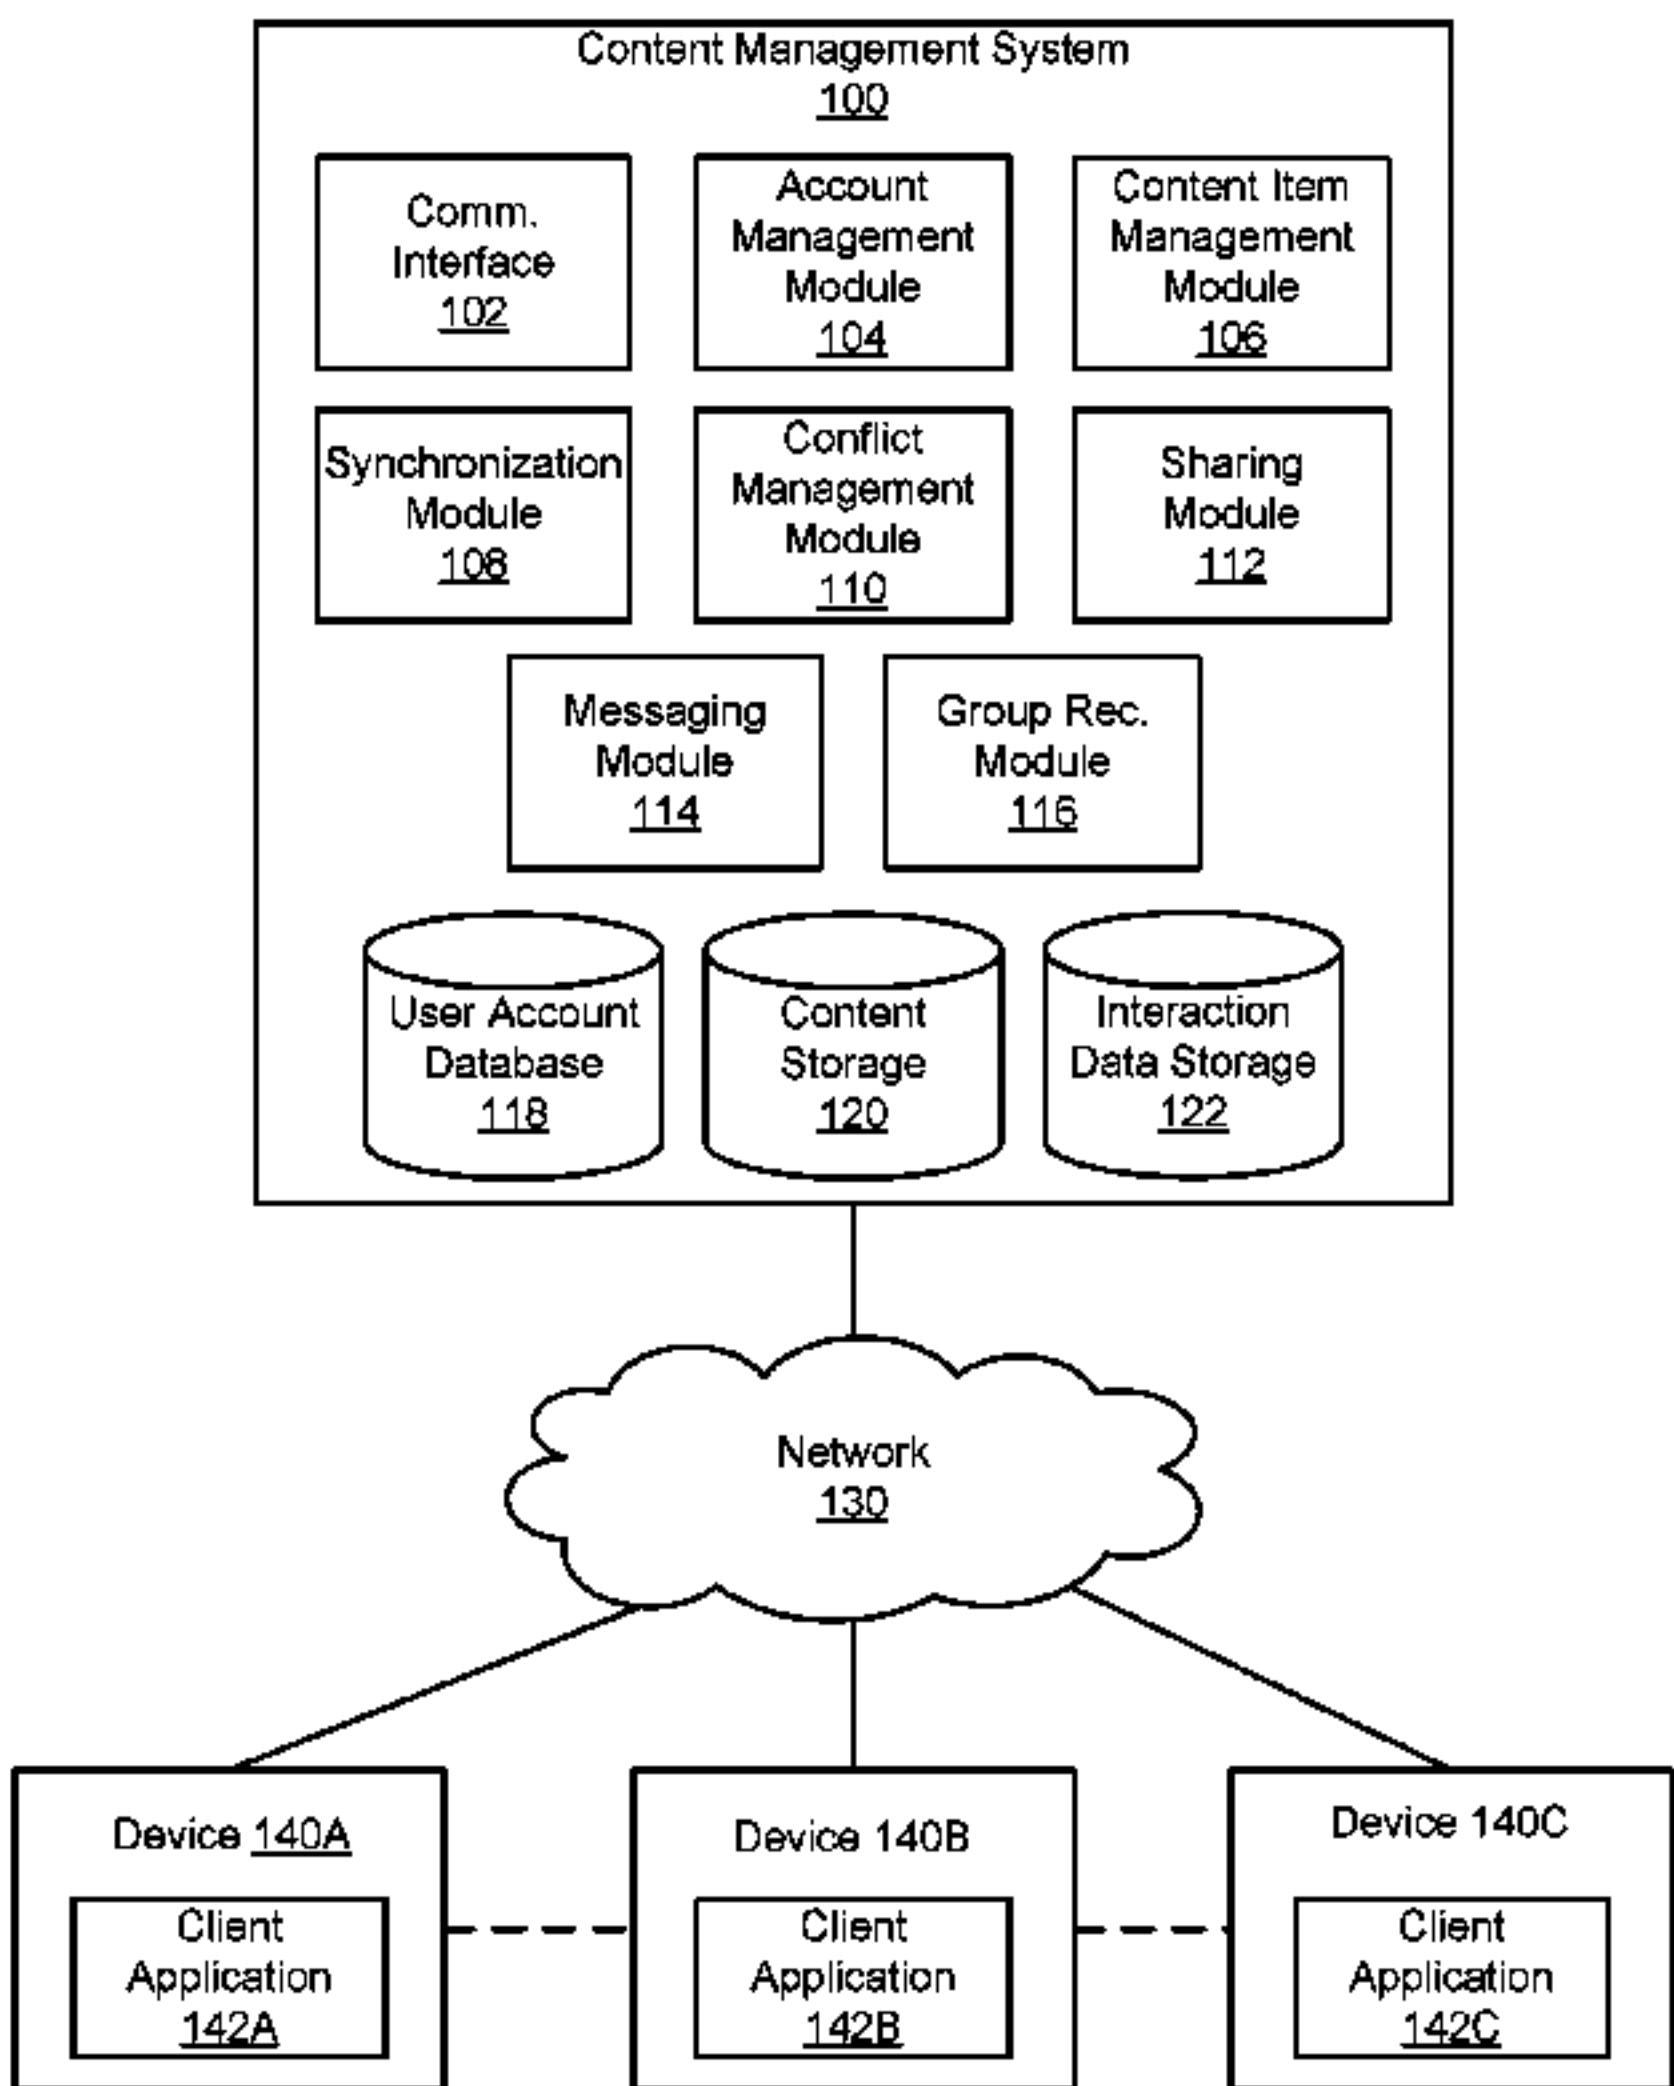 Content Management System
100
Comm.
Interface
102
Account
Management
Module
104
Content Item
Management
Module
106
Synchronization
Module
108
Conflict
Management
Module
110
Sharing
Module
112
Messaging
Module
114
Group Rec.
Module
116
User Account
Database
118
Content
Storage
120
Interaction
Data Storage
122
Network
130
Device 140A
Client
Application
142A
Device 140B
Client
Application
142B
Device 140C
Client
Application
142C